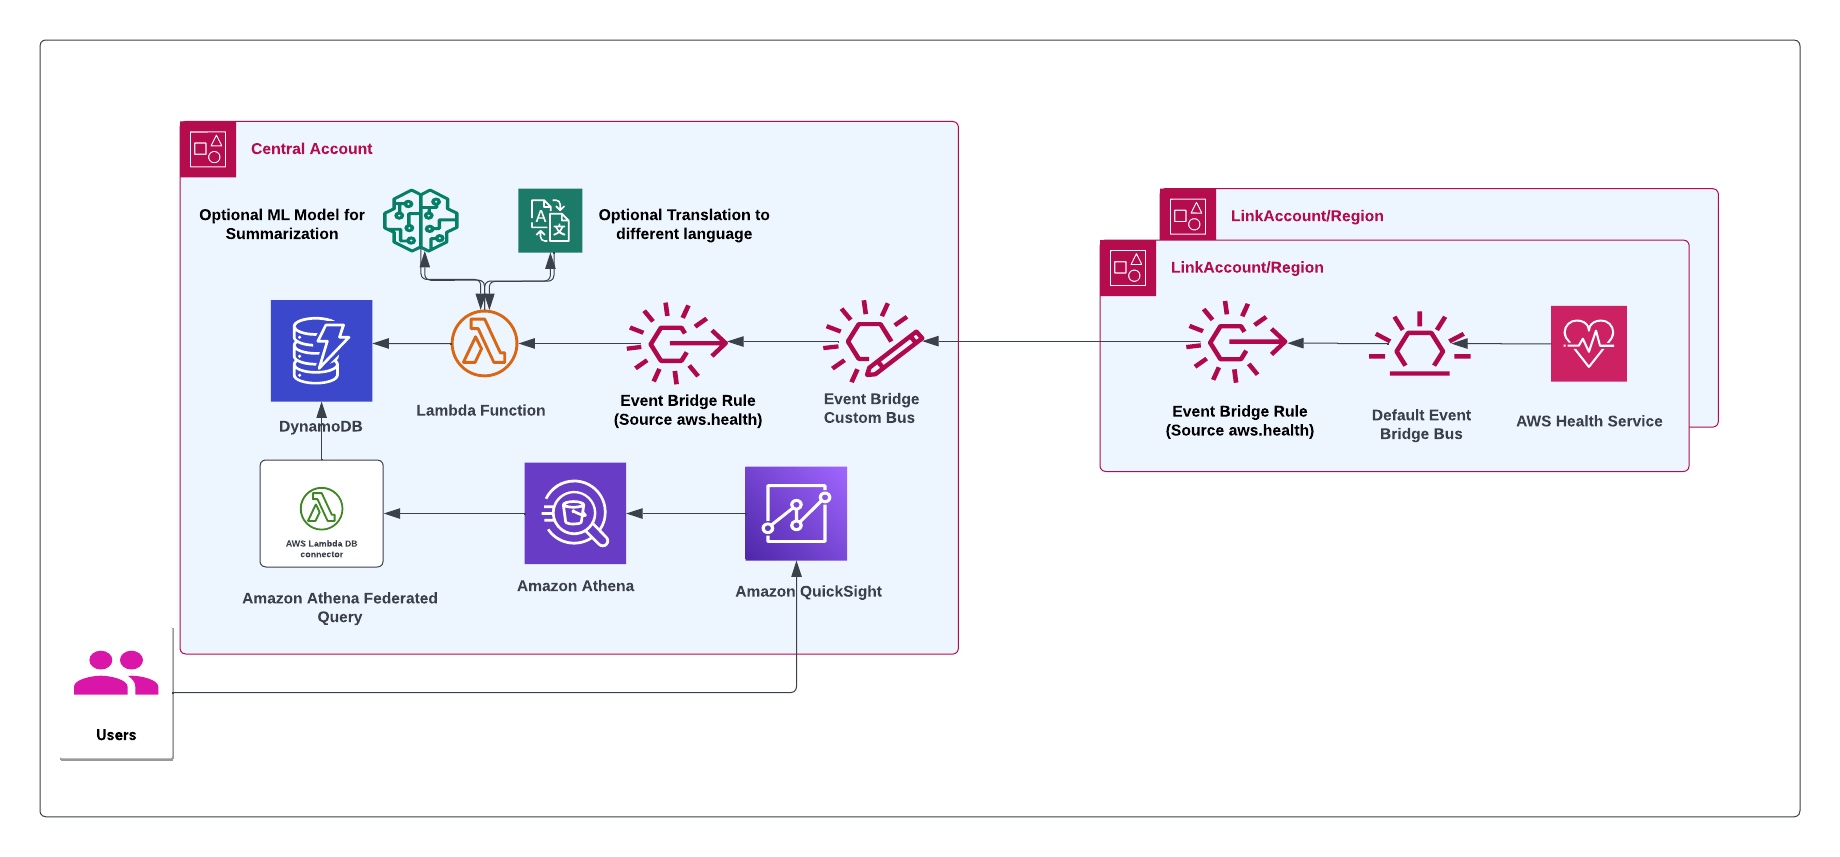 Central Account
Optional ML Model for
Summarization
A
文
Optional Translation to
different language
LinkAccount/Region
LinkAccount/Region
DynamoDB
Lambda Function
Event Bridge Rule
(Source aws.health)
Event Bridge
Custom Bus
Event Bridge Rule
(Source aws.health)
Default Event
Bridge Bus
AWS Health Service
AWS Lambda DB
connector
Amazon Athena Federated
Query
Amazon Athena
Amazon QuickSight
Users